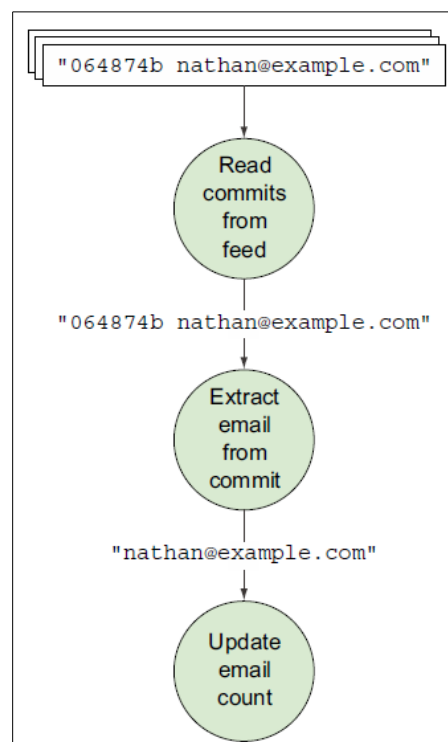 "064874b nathan@example.com"
Read
commits
from
feed
"064874b nathan@example.com"
Extract
email
from
commit
"nathan@example.com"
Update
email
count